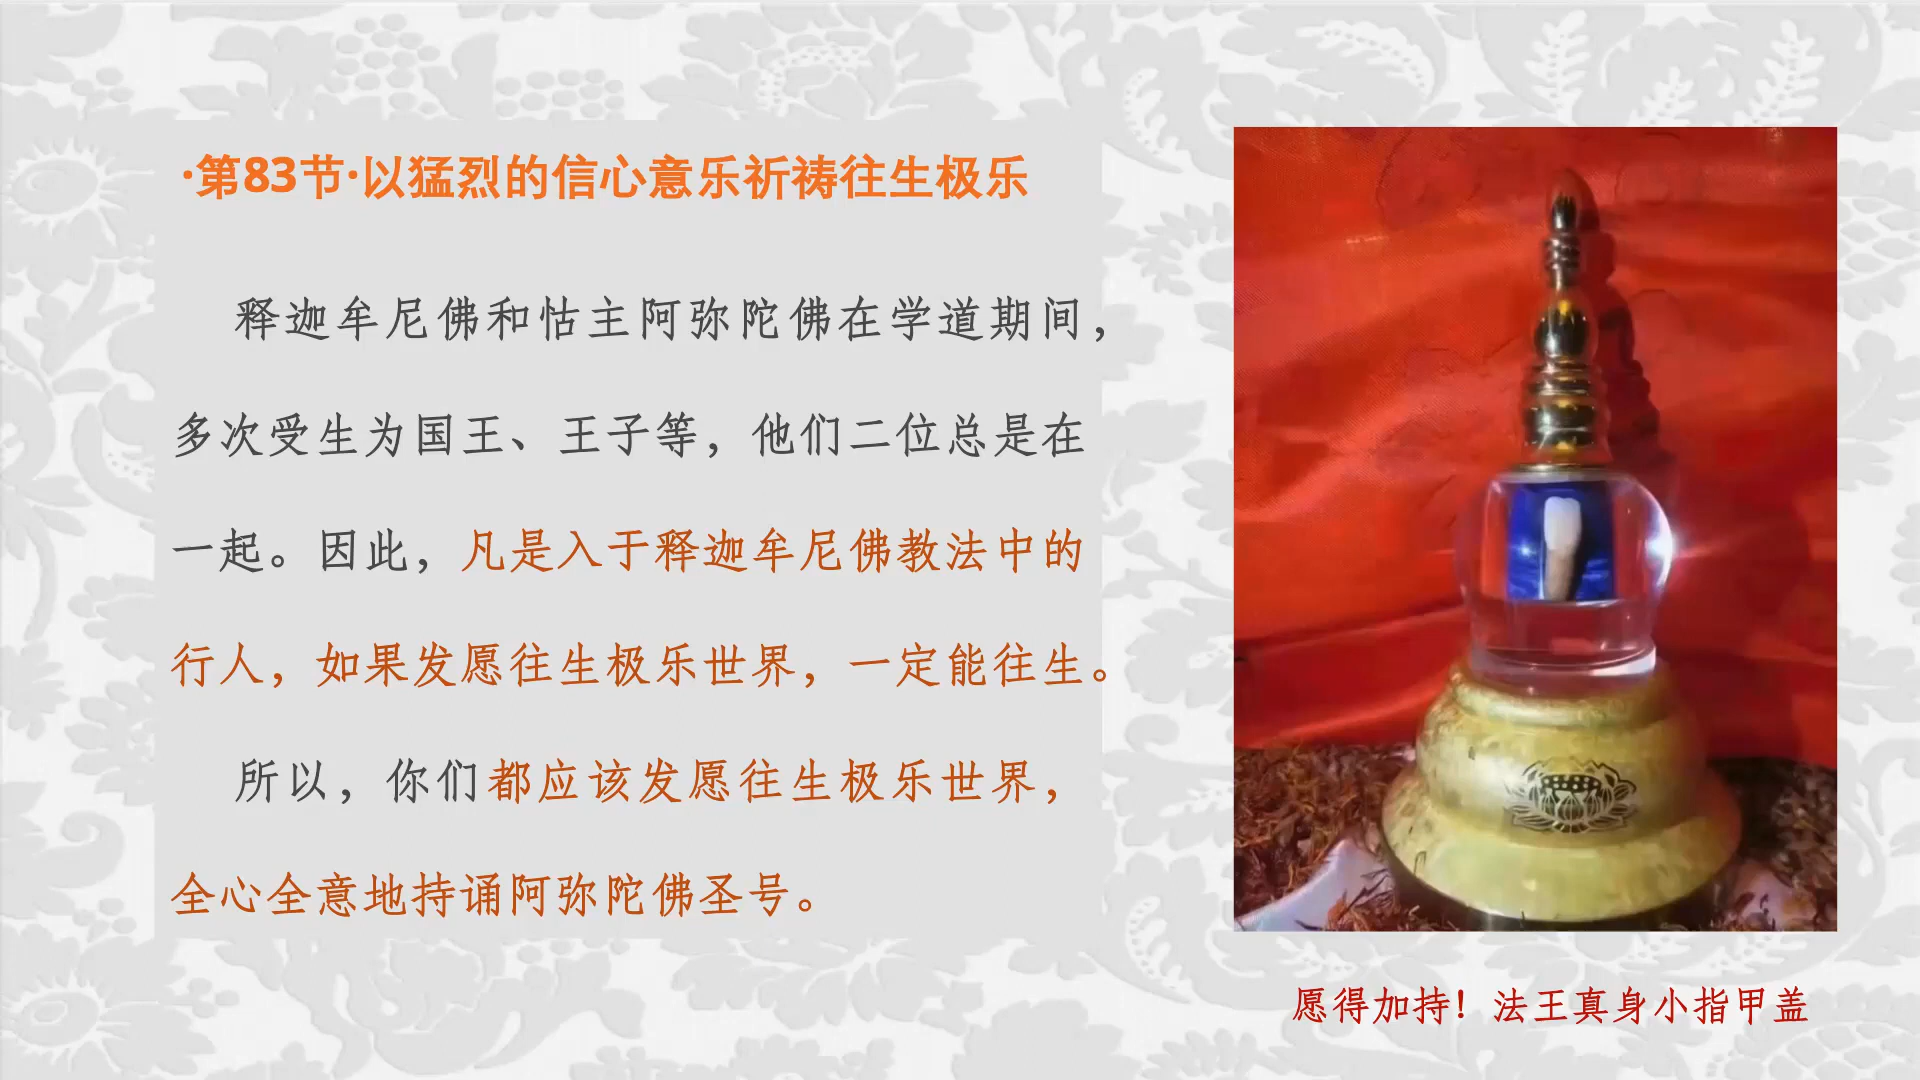 ·第83节·以猛烈的信心意乐祈祷往生极乐
释迦牟尼佛和怙主阿弥陀佛在学道期间，
多次受生为国王、王子等，他们二位总是在
一起。因此，凡是入于释迦牟尼佛教法中的
行人，如果发愿往生极乐世界，一定能往生。
所以，你们都应该发愿往生极乐世界，
全心全意地持诵阿弥陀佛圣号。
愿得加持！法王真身小指甲盖